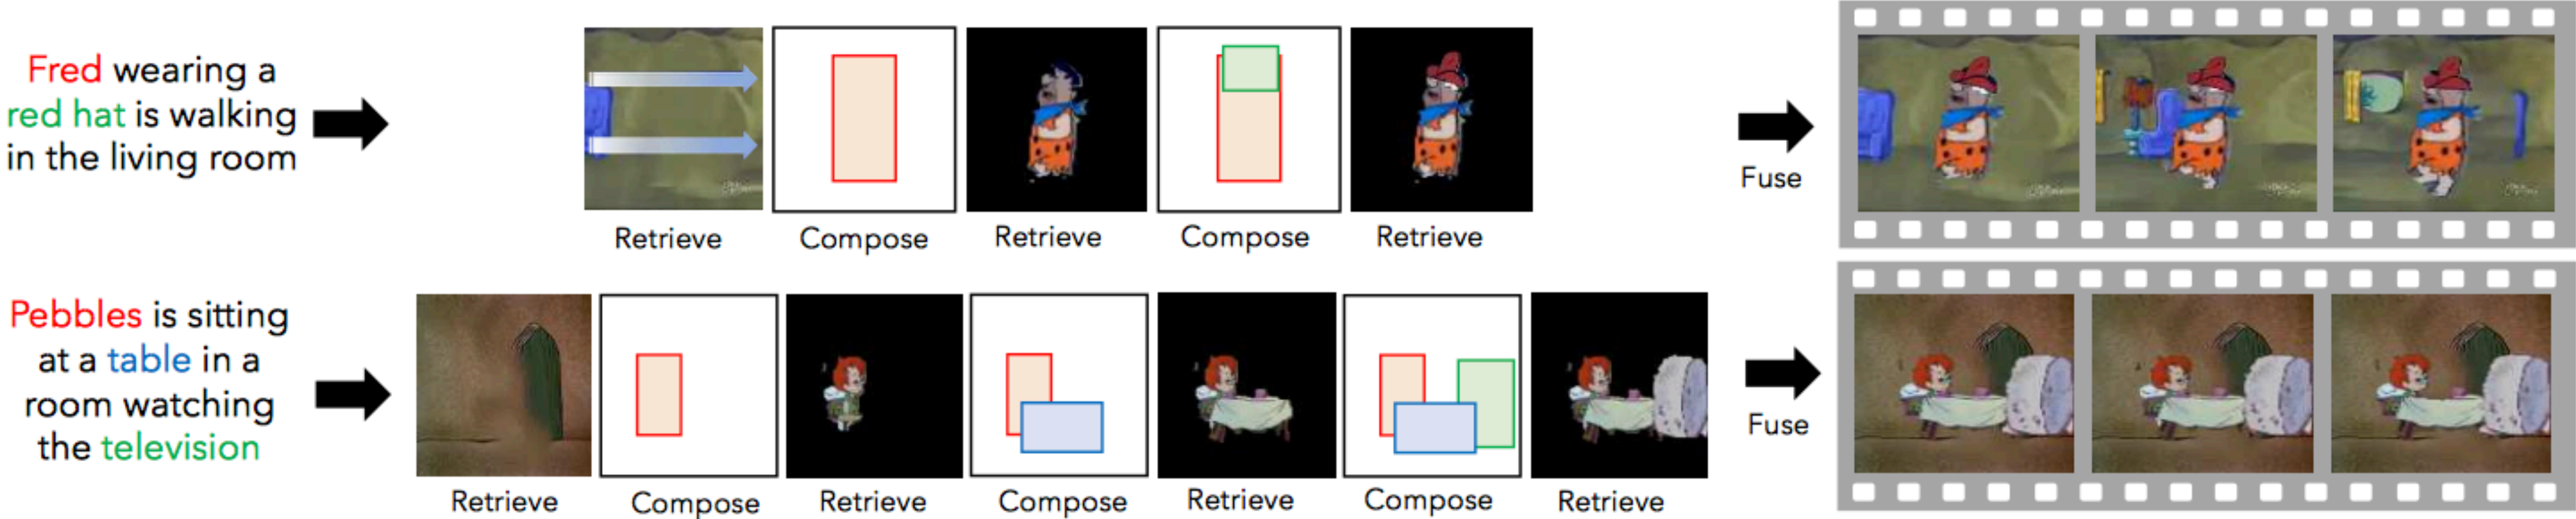 Fred wearing a
red hat is walking
in the living room
Retrieve
Compose
Retrieve
Compose
Retrieve
Fuse
Pebbles is sitting
at a table in a
room watching
the television
Retrieve
Compose
Retrieve
Compose
Retrieve
Compose
Retrieve
Fuse